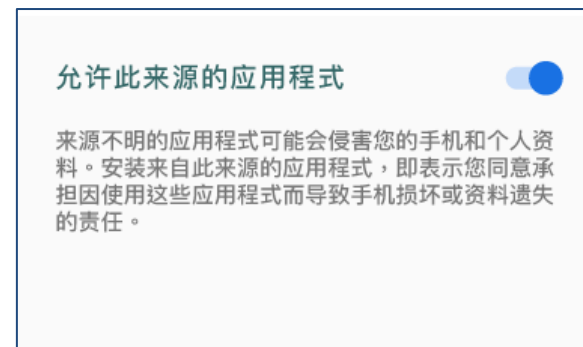 允许此来源的应用程式
来源不明的应用程式可能会侵害您的手机和个人资
料。安装来自此来源的应用程式，即表示您同意承
担因使用这些应用程式而导致手机损坏或资料遗失
的责任。